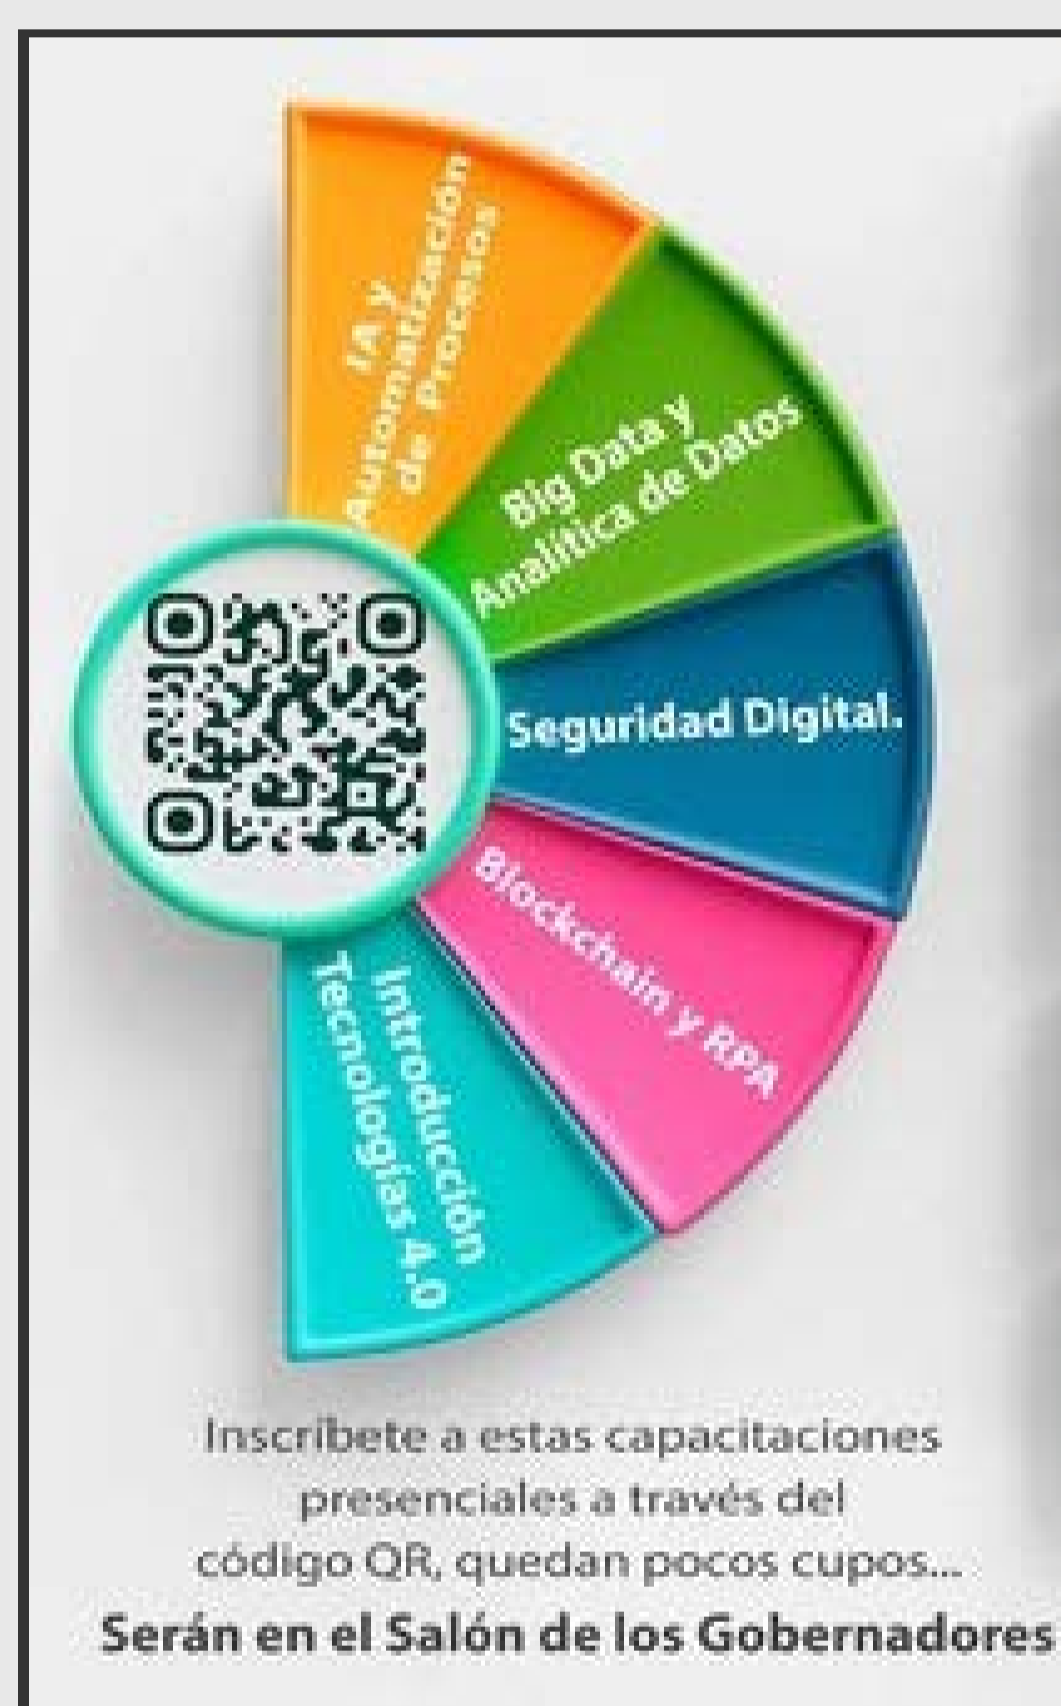 IA y
Automatización
de Procesos
Big Data y
Analítica de Datos
Seguridad Digital.
Blockchain y RPA
Introducción
Tecnologías 4.0
Inscríbete a estas capacitaciones
presenciales a través del
código QR, quedan pocos cupos...
Serán en el Salón de los Gobernadores